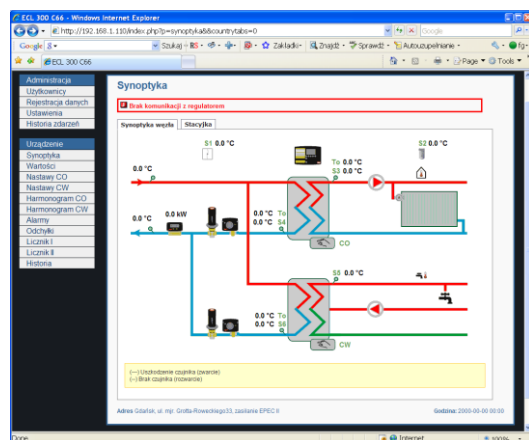 ECL 300 C66 - Windows Internet Explorer
http://192.168.1.110/index.php?p=synoptyka&&countrytabs=0
Google
Google
Szukaj
RS
Zakładki
Znajdź
Sprawdź
Autouzupełnianie
ECL 300 C66
Page
Tools
Administracja
Użytkownicy
Rejestracja danych
Ustawienia
Historia zdarzeń
Urządzenie
Synoptyka
Wartości
Nastawy CO
Nastawy CW
Harmonogram CO
Harmonogram CW
Alarmy
Odchyłki
Licznik I
Licznik II
Historia
Synoptyka
Brak komunikacji z regulatorem
Synoptyka węzła
Stacyjka
S1 0.0 °C
S2 0.0 °C
0.0 °C
To 0.0 °C
S3 0.0 °C
0.0 °C
0.0 kW
0.0 °C To
0.0 °C S4
CO
S5 0.0 °C
0.0 °C To
0.0 °C S6
CW
(---) Uszkodzenie czujnika (zwarcie)
(--) Brak czujnika (rozwarcie)
Adres Gdańsk, ul. mjr. Grotta-Roweckiego33, zasilanie EPEC II
Godzina: 2000-00-00 00:00
Done
Internet
100%